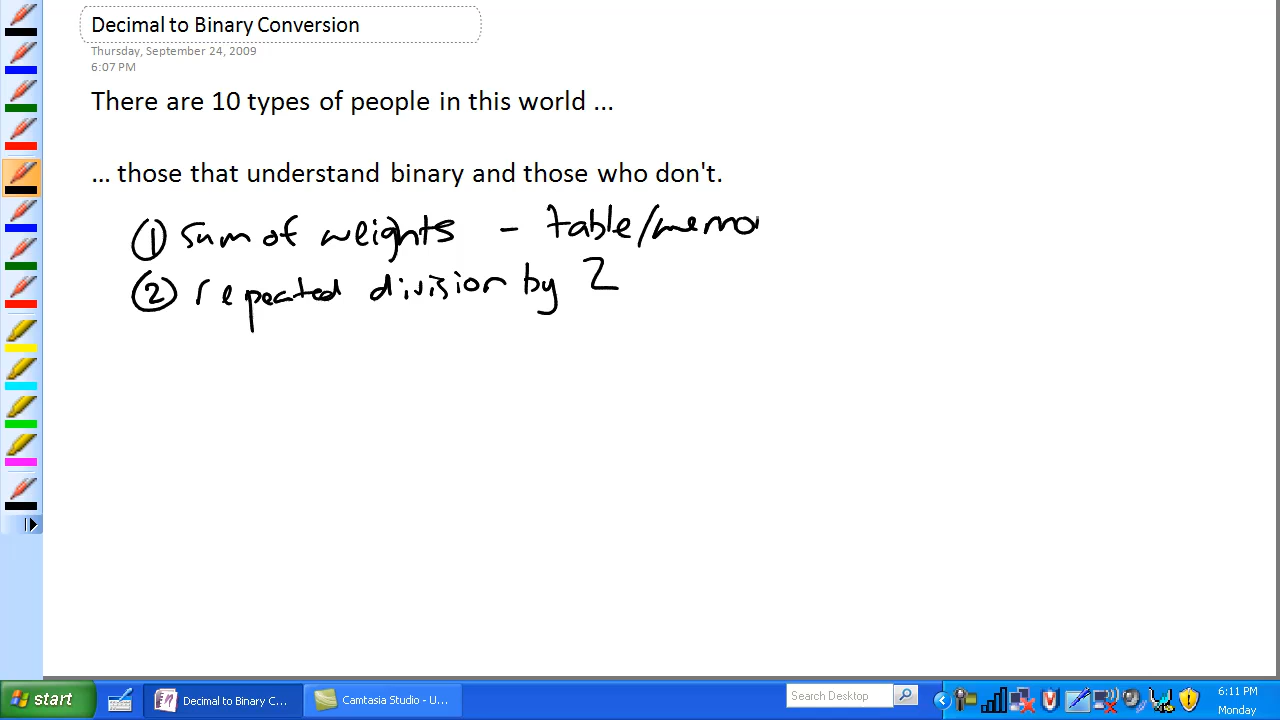 Decimal to Binary Conversion
Thursday, September 24, 2009
6:07 PM
There are 10 types of people in this world ...
... those that understand binary and those who don't.
① sum of weights - table/memo
② repeated division by 2
start
Decimal to Binary C...
Camtasia Studio - U...
Search Desktop
6:11 PM
Monday